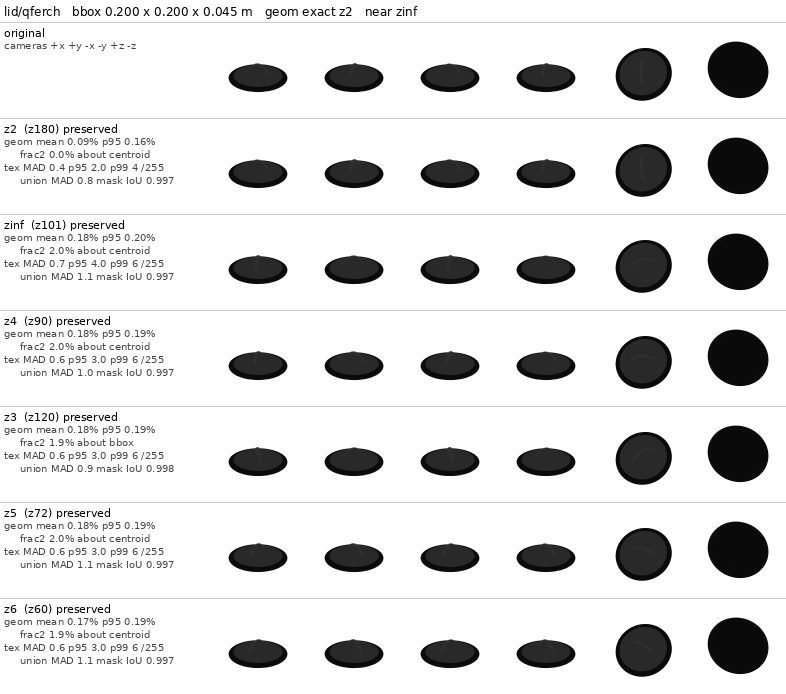 lid/qferch   bbox 0.200 x 0.200 x 0.045 m   geom exact z2   near zinf
original
cameras +x +y -x -y +z -z
z2  (z180) preserved
geom mean 0.09% p95 0.16%
frac2 0.0% about centroid
tex MAD 0.4 p95 2.0 p99 4 /255
union MAD 0.8 mask IoU 0.997
zinf  (z101) preserved
geom mean 0.18% p95 0.20%
frac2 2.0% about centroid
tex MAD 0.7 p95 4.0 p99 6 /255
union MAD 1.1 mask IoU 0.997
z4  (z90) preserved
geom mean 0.18% p95 0.19%
frac2 2.0% about centroid
tex MAD 0.6 p95 3.0 p99 6 /255
union MAD 1.0 mask IoU 0.997
z3  (z120) preserved
geom mean 0.18% p95 0.19%
frac2 1.9% about bbox
tex MAD 0.6 p95 3.0 p99 6 /255
union MAD 0.9 mask IoU 0.998
z5  (z72) preserved
geom mean 0.18% p95 0.19%
frac2 2.0% about centroid
tex MAD 0.6 p95 3.0 p99 6 /255
union MAD 1.1 mask IoU 0.997
z6  (z60) preserved
geom mean 0.17% p95 0.19%
frac2 1.9% about centroid
tex MAD 0.6 p95 3.0 p99 6 /255
union MAD 1.1 mask IoU 0.997